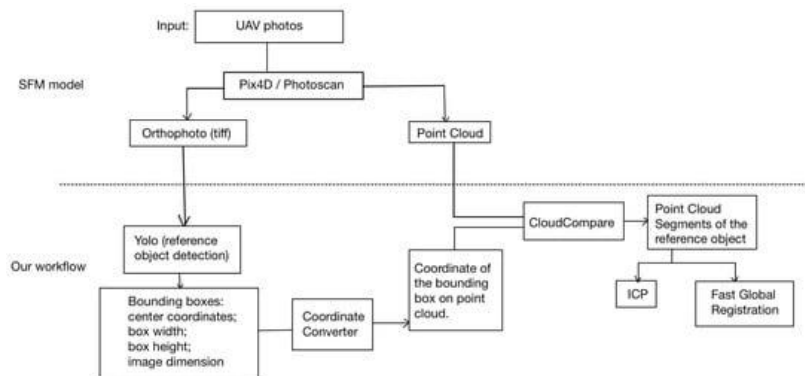 Input:
UAV photos
SFM model
Pix4D / Photoscan
Orthophoto (tiff)
Point Cloud
Our workflow
Yolo (reference
object detection)
Bounding boxes:
center coordinates;
box width;
box height;
image dimension
Coordinate
Converter
Coordinate of
the bounding
box on point
cloud.
CloudCompare
Point Cloud
Segments of the
reference object
ICP
Fast Global
Registration